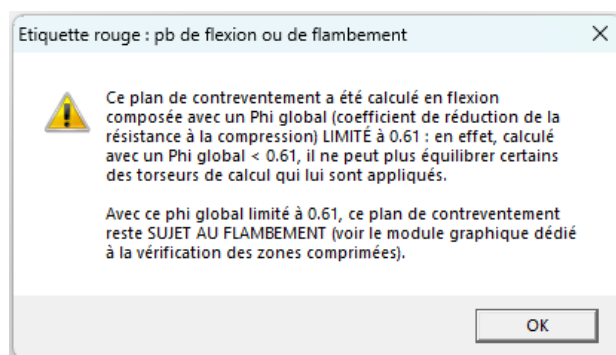 Etiquette rouge : pb de flexion ou de flambement
Ce plan de contreventement a été calculé en flexion
composée avec un Phi global (coefficient de réduction de la
résistance à la compression) LIMITÉ à 0.61 : en effet, calculé
avec un Phi global < 0.61, il ne peut plus équilibrer certains
des torseurs de calcul qui lui sont appliqués.
Avec ce phi global limité à 0.61, ce plan de contreventement
reste SUJET AU FLAMBEMENT (voir le module graphique dédié
à la vérification des zones comprimées).
OK